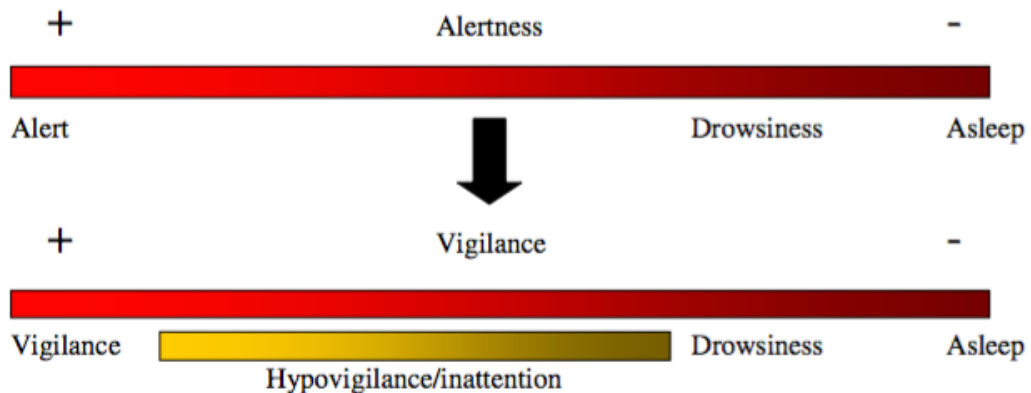 + Alertness -
Alert Drowsiness Asleep
+ Vigilance -
Vigilance Drowsiness Asleep
Hypovigilance/inattention